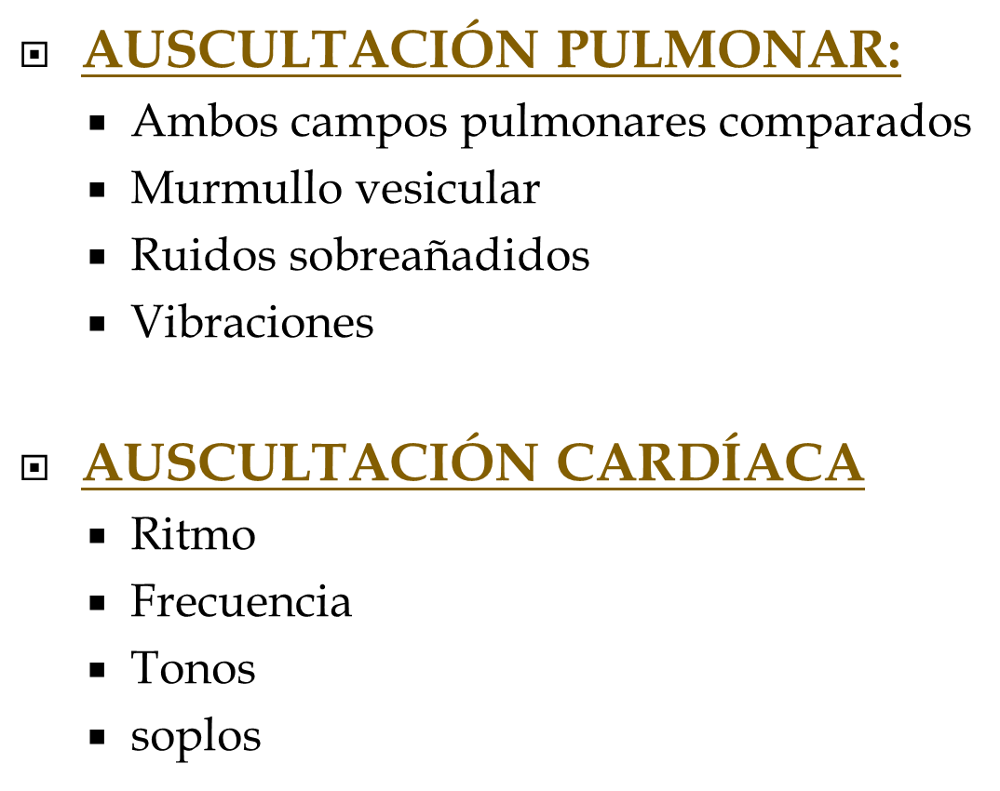 AUSCULTACIÓN PULMONAR:
Ambos campos pulmonares comparados
Murmullo vesicular
Ruidos sobreañadidos
Vibraciones
AUSCULTACIÓN CARDÍACA
Ritmo
Frecuencia
Tonos
soplos